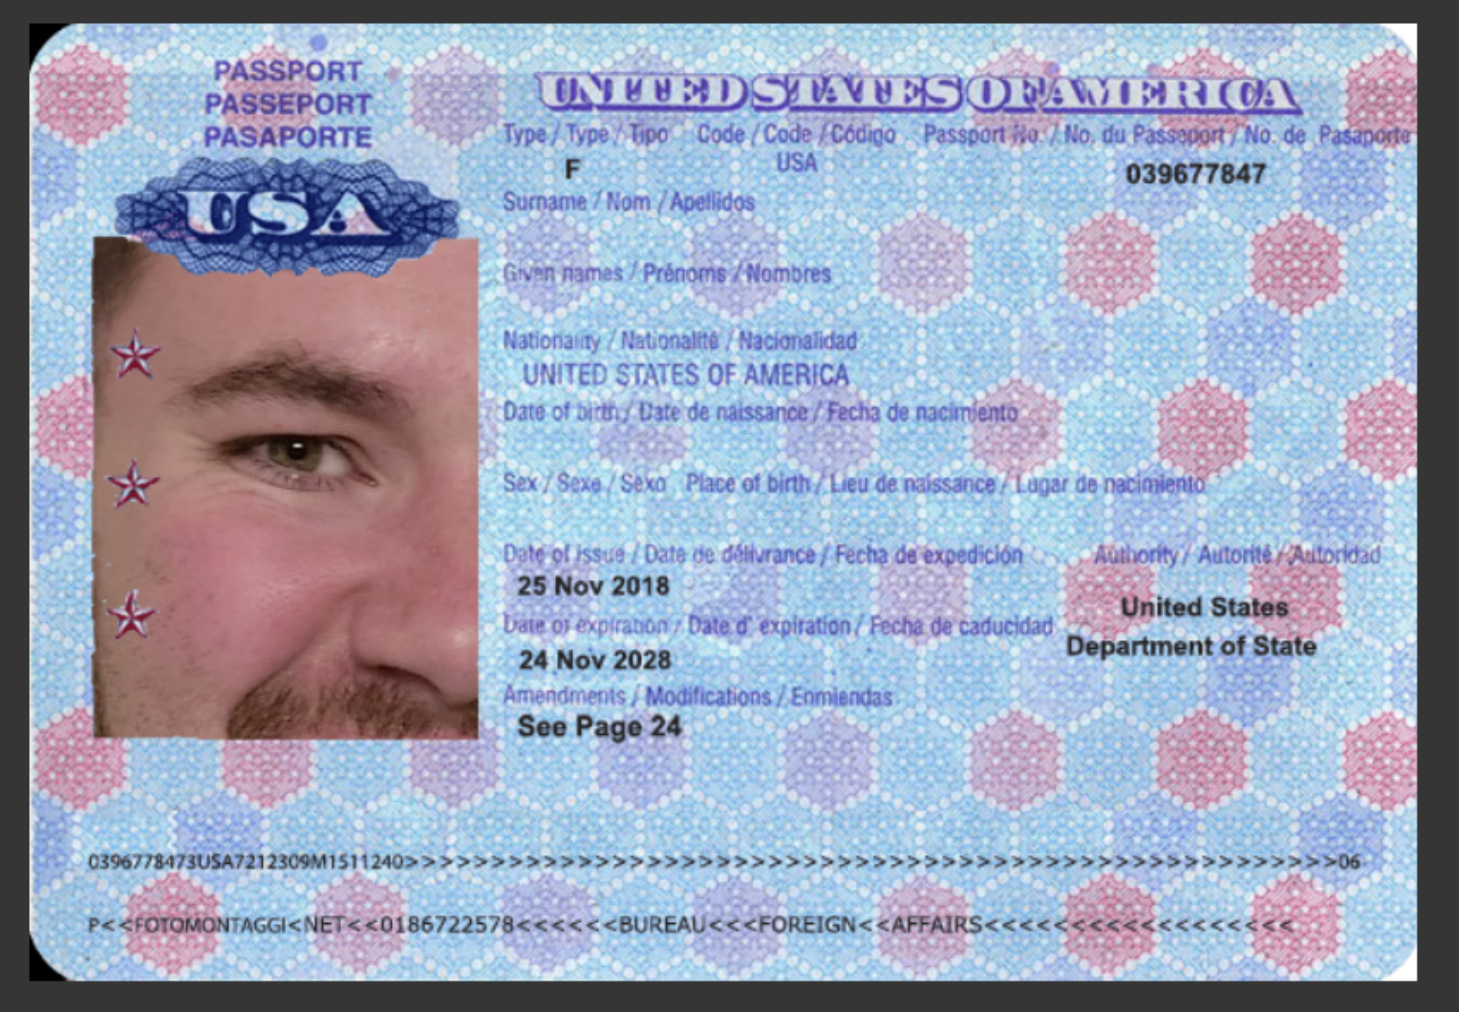 PASSPORT
PASSEPORT
PASAPORTE
USA
UNITED STATES OF AMERICA
Type / Type / Tipo Code / Code / Código Passport No. / No. du Passeport / No. de Pasaporte
F USA 039677847
Surname / Nom / Apellidos
Given names / Prénoms / Nombres
Nationality / Nationalité / Nacionalidad
UNITED STATES OF AMERICA
Date of birth / Date de naissance / Fecha de nacimiento
Sex / Sexe / Sexo Place of birth / Lieu de naissance / Lugar de nacimiento
Date of issue / Date de délivrance / Fecha de expedición Authority / Autorité / Autoridad
25 Nov 2018 United States
Date of expiration / Date d' expiration / Fecha de caducidad
24 Nov 2028 Department of State
Amendments / Modifications / Enmiendas
See Page 24
0396778473USA7212309M1511240>>>>>>>>>>>>>>>>>>>>>>>>>>>>>>>>>>>>>>>>>>>>>>>>>>>>>>>>>>>>>>>>>06
P<<FOTOMONTAGGI<NET<<0186722578<<<<<<BUREAU<<<FOREIGN<<AFFAIRS<<<<<<<<<<<<<<<<<<